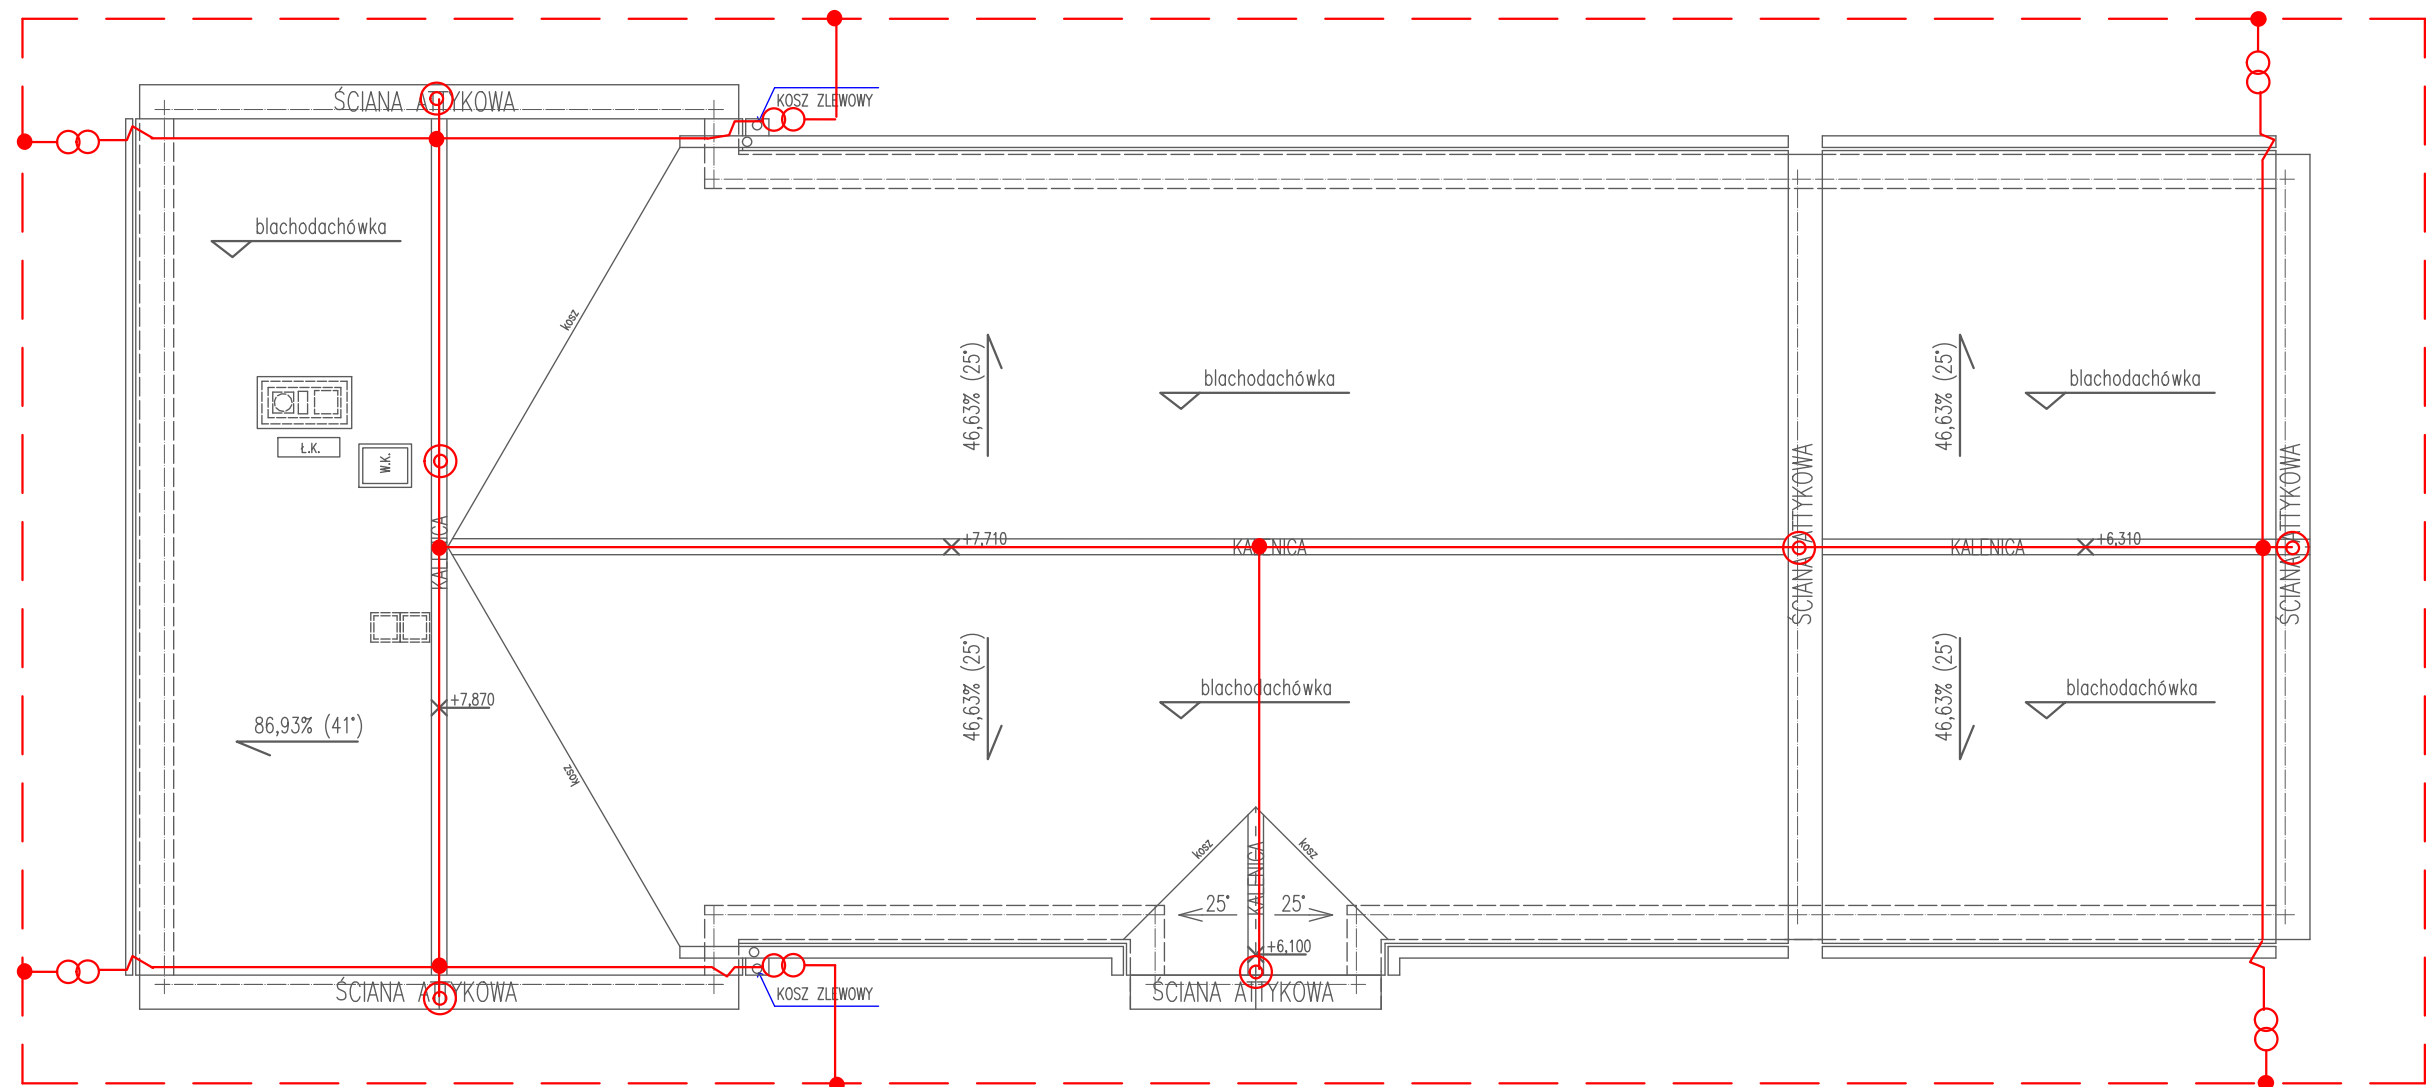 ŚCIANA ATTYKOWA
KOSZ ZLEWOWY
blachodachówka
kosz
46,63% (25°)
blachodachówka
46,63% (25°)
blachodachówka
Ł.K.
W.K.
ŚCIANA ATTYKOWA
ŚCIANA ATTYKOWA
KALENICA
+7,710
KALENICA
KALENICA
+6,310
46,63% (25°)
blachodachówka
46,63% (25°)
blachodachówka
+7,870
86,93% (41°)
kosz
kosz
kosz
KALENICA
25°
25°
+6,100
ŚCIANA ATTYKOWA
KOSZ ZLEWOWY
ŚCIANA ATTYKOWA